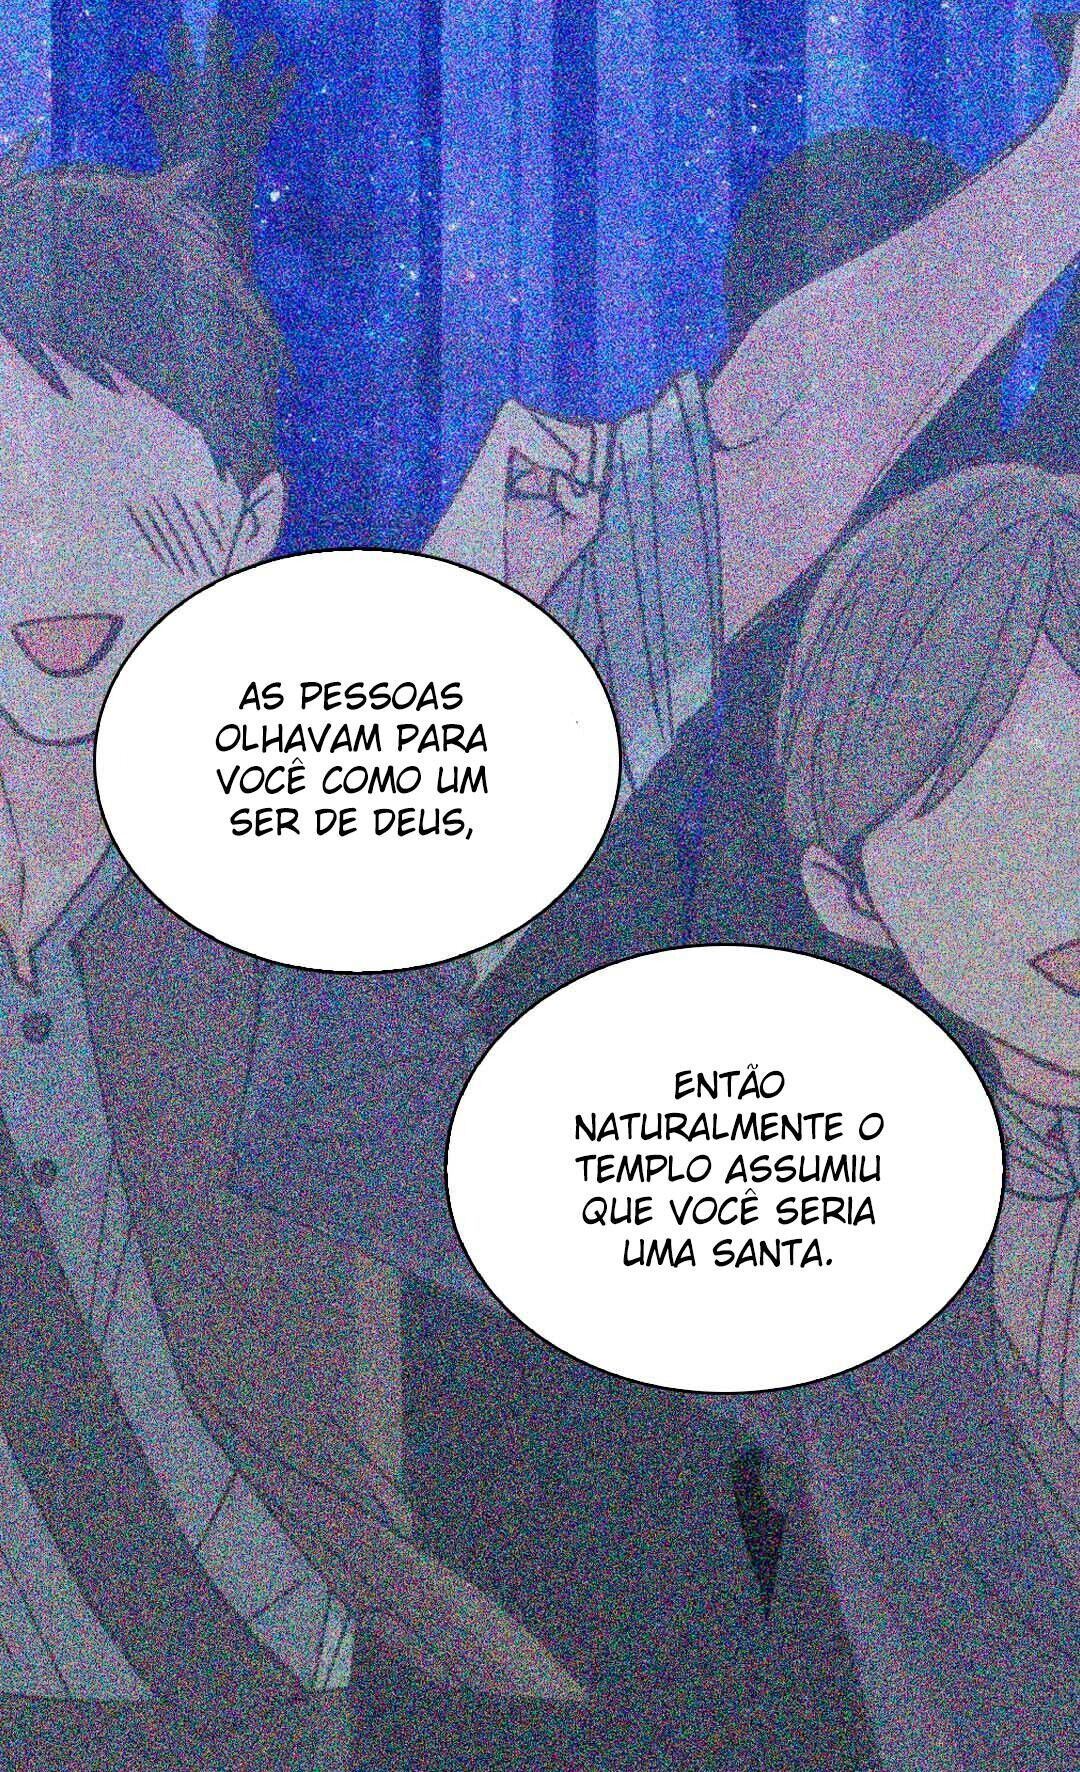 AS PESSOAS
OLHAVAM PARA
VOCÊ COMO UM
SER DE DEUS,
ENTÃO
NATURALMENTE O
TEMPLO ASSUMIU
QUE VOCÊ SERIA
UMA SANTA.